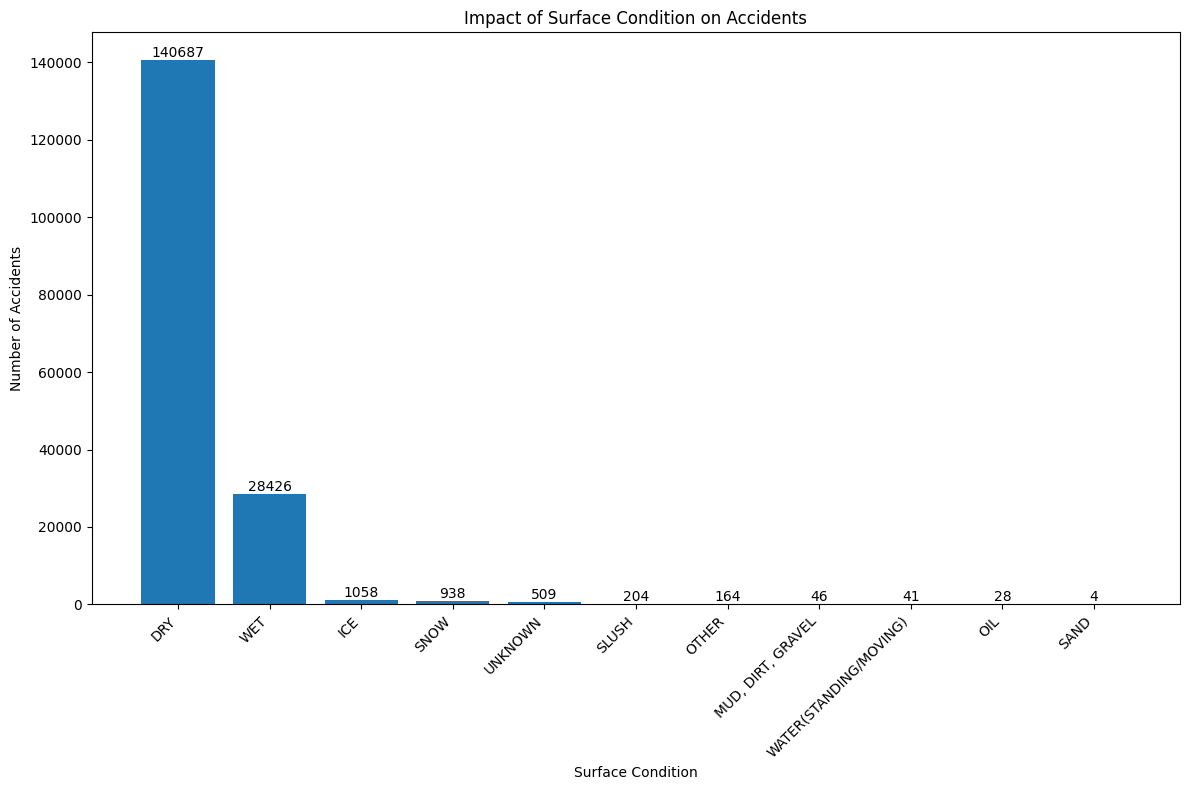 Impact of Surface Condition on Accidents
Number of Accidents
140000
120000
100000
80000
60000
40000
20000
0
140687
28426
1058
938
509
204
164
46
41
28
4
DRY
WET
ICE
SNOW
UNKNOWN
SLUSH
OTHER
MUD, DIRT, GRAVEL
WATER(STANDING/MOVING)
OIL
SAND
Surface Condition